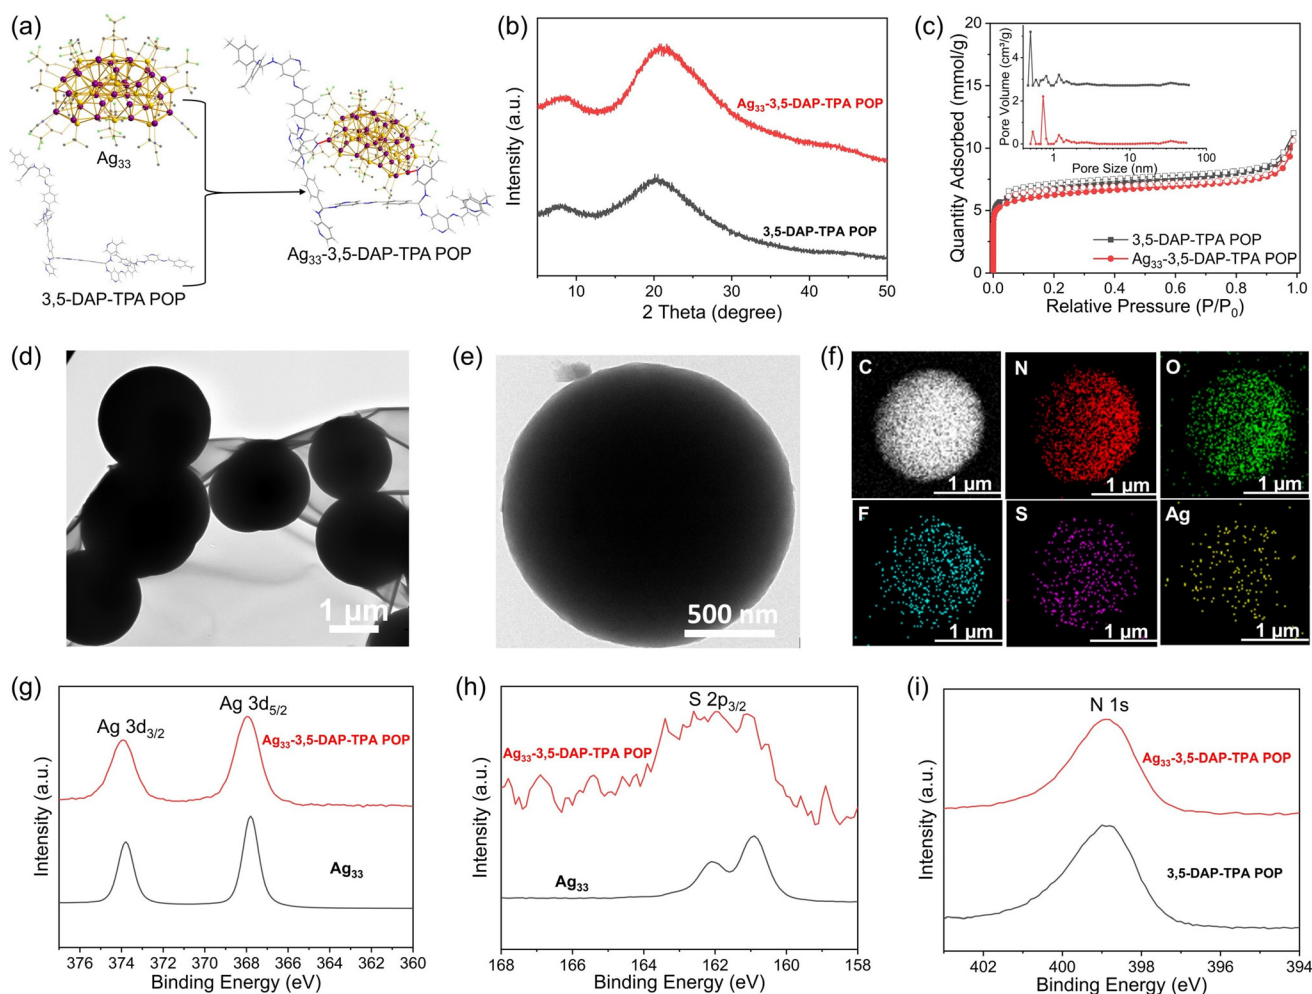 (a)
Ag₃₃
3,5-DAP-TPA POP
Ag₃₃-3,5-DAP-TPA POP
(b)
Intensity (a.u.)
Ag₃₃-3,5-DAP-TPA POP
3,5-DAP-TPA POP
10 20 30 40 50
2 Theta (degree)
(c)
Quantity Adsorbed (mmol/g)
20
15
10
5
0
Pore Volume (cm³/g)
4
2
0
1 10 100
Pore Size (nm)
3,5-DAP-TPA POP
Ag₃₃-3,5-DAP-TPA POP
0.0 0.2 0.4 0.6 0.8 1.0
Relative Pressure (P/P₀)
(d)
1 μm
(e)
500 nm
(f)
C
1 μm
N
1 μm
O
1 μm
F
1 μm
S
1 μm
Ag
1 μm
(g)
Intensity (a.u.)
Ag 3d₃/₂
Ag 3d₅/₂
Ag₃₃-3,5-DAP-TPA POP
Ag₃₃
376 374 372 370 368 366 364 362 360
Binding Energy (eV)
(h)
Intensity (a.u.)
S 2p₃/₂
Ag₃₃-3,5-DAP-TPA POP
Ag₃₃
168 166 164 162 160 158
Binding Energy (eV)
(i)
Intensity (a.u.)
N 1s
Ag₃₃-3,5-DAP-TPA POP
3,5-DAP-TPA POP
402 400 398 396 394
Binding Energy (eV)